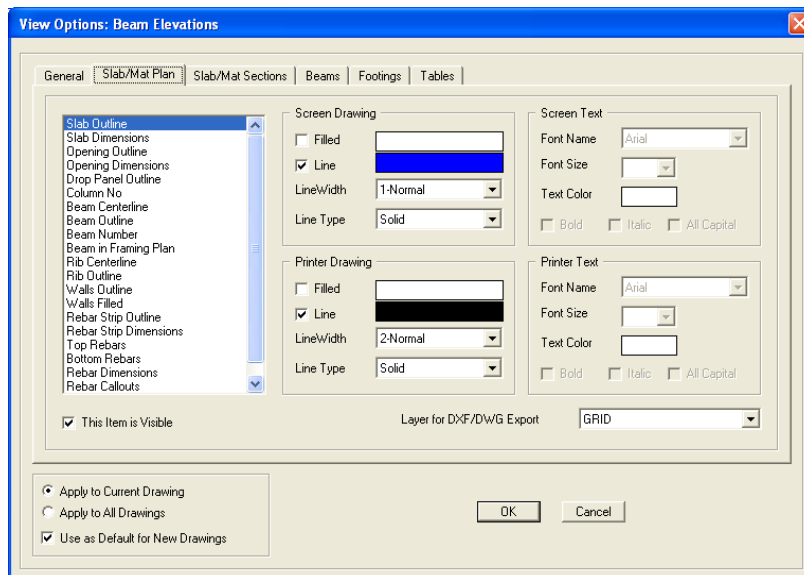 View Options: Beam Elevations
General
Slab/Mat Plan
Slab/Mat Sections
Beams
Footings
Tables
Slab Outline
Slab Dimensions
Opening Outline
Opening Dimensions
Drop Panel Outline
Column No
Beam Centerline
Beam Outline
Beam Number
Beam in Framing Plan
Rib Centerline
Rib Outline
Walls Outline
Walls Filled
Rebar Strip Outline
Rebar Strip Dimensions
Top Rebars
Bottom Rebars
Rebar Dimensions
Rebar Callouts
This Item is Visible
Screen Drawing
Filled
Line
LineWidth
1-Normal
Line Type
Solid
Printer Drawing
Filled
Line
LineWidth
2-Normal
Line Type
Solid
Screen Text
Font Name
Arial
Font Size
Text Color
Bold
Italic
All Capital
Printer Text
Font Name
Arial
Font Size
Text Color
Bold
Italic
All Capital
Layer for DXF/DWG Export
GRID
Apply to Current Drawing
Apply to All Drawings
Use as Default for New Drawings
OK
Cancel